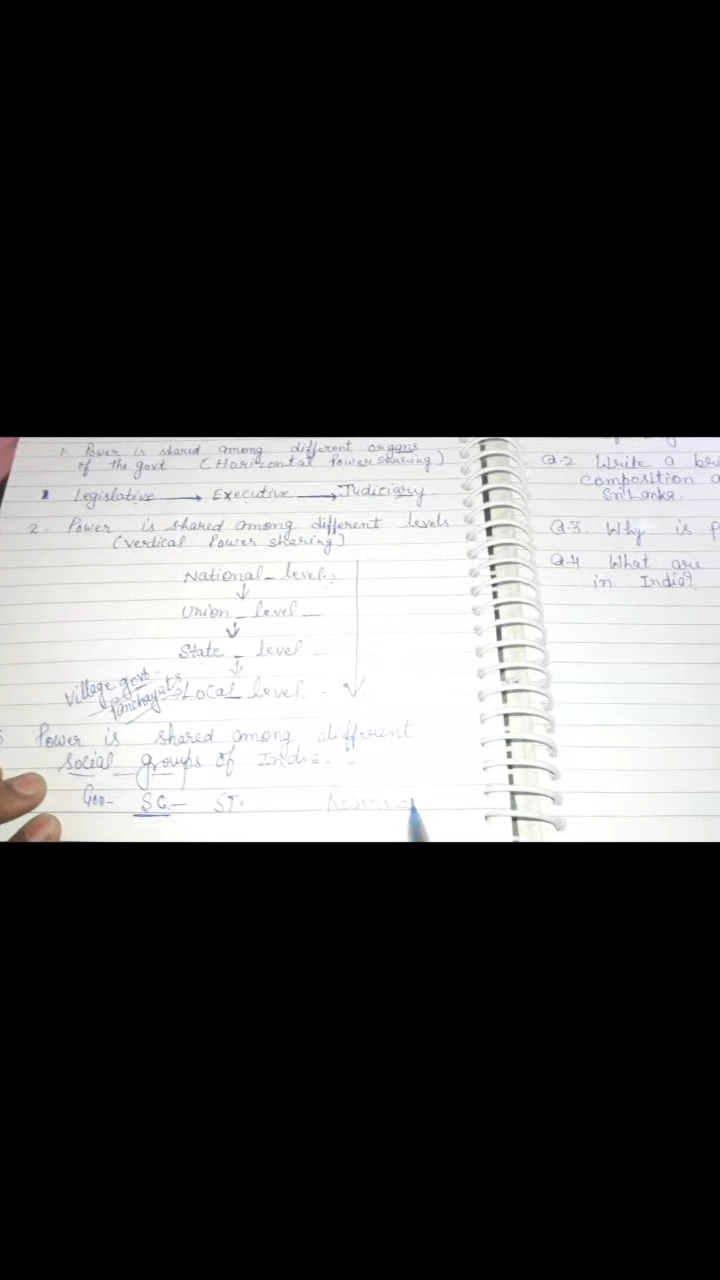 1. Power is shared among different organs
of the govt (Horizontal Power sharing)
Legislative → Executive → Judiciary
2. Power is shared among different levels
(verdical Power sharing)
National - level
↓
Union - level
↓
State - level
↓
Village govt -
Panchayats → Local level
Power is shared among different
social groups of India.
Gen - SC - ST.
Q-2 Write a bri
composition a
Sri Lanka.
Q-3. Why is p
Q-4 What are
in India?